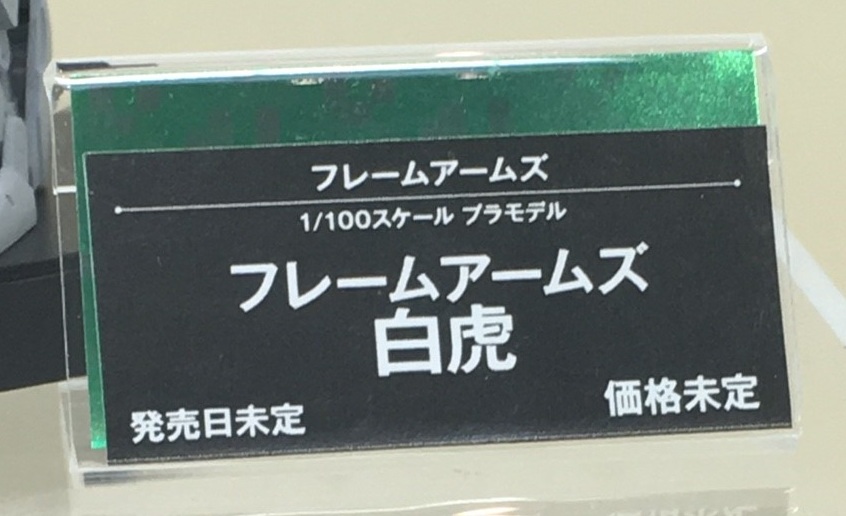 フレームアームズ
1/100スケール プラモデル
フレームアームズ
白虎
発売日未定
価格未定